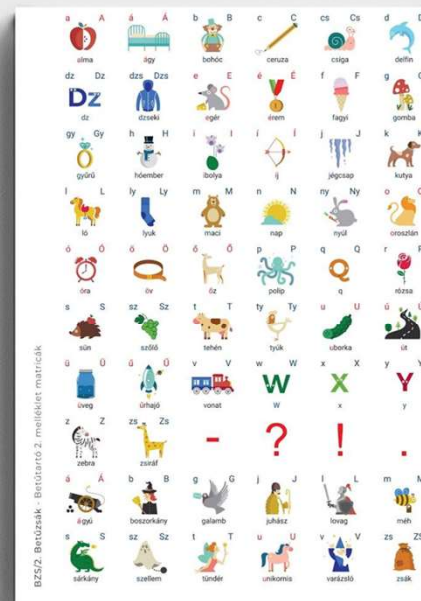 a A á Á b B c C cs Cs d
alma ágy bohóc ceruza csiga delfin
dz Dz dzs Dzs e E é É f F g
Dz
dz dzseki egér érem fagyi gomba
gy Gy h H i I í Í j J k
gyűrű hóember ibolya íj jégcsap kutya
l L ly Ly m M n N ny Ny o
ló lyuk maci nap nyúl oroszlán
ó Ó ö Ö ő Ő p P q Q r
Q
óra öv őz polip q rózsa
s S sz Sz t T ty Ty u U ú
sün szőlő tehén tyúk uborka út
ü Ü ű Ű v V w W x X y
W X Y
üveg űrhajó vonat w x y
z Z zs Zs
- ? ! .
zebra zsiráf
á Á b B g G j J l L m
ágyú boszorkány galamb juhász lovag méh
s S sz Sz t T u U v V zs
sárkány szellem tündér unikornis varázsló zsák
BZS/2. Betűzsák - Betűtartó 2. melléklet matricák